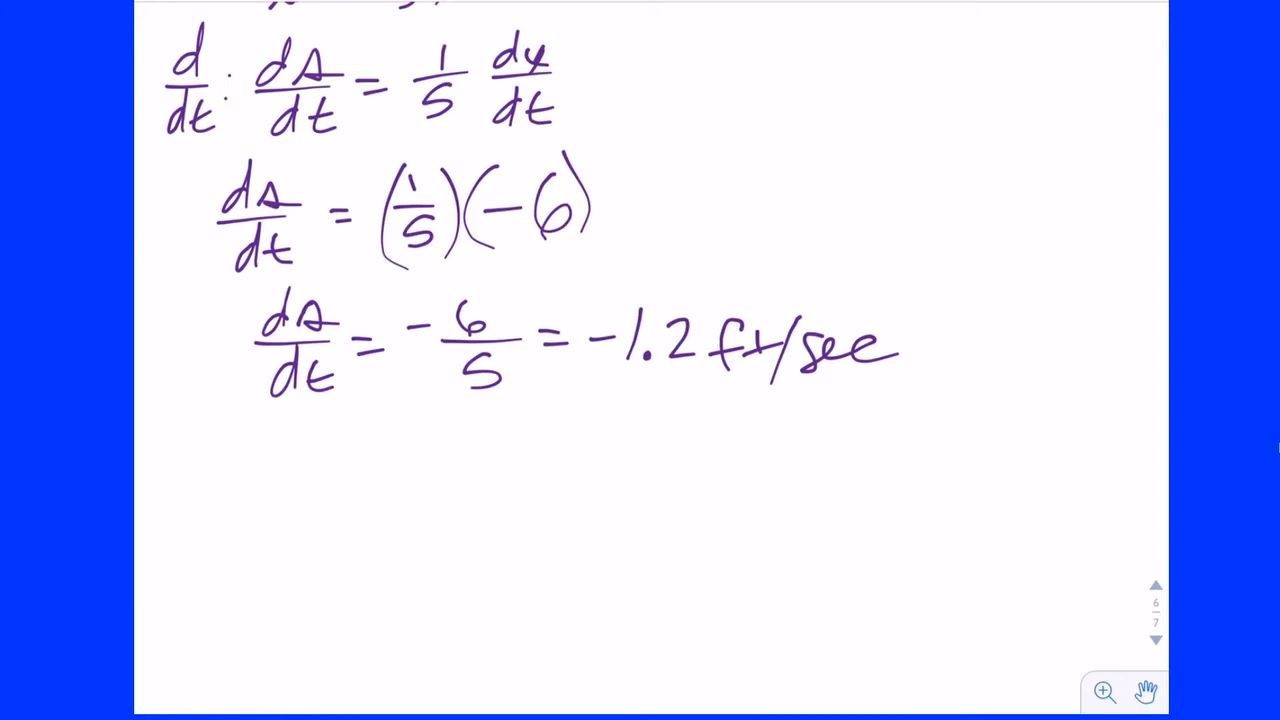 d/dt : ds/dt = 1/5 dx/dt
ds/dt = (1/5)(-6)
ds/dt = -6/5 = -1.2 ft/sec
6
7